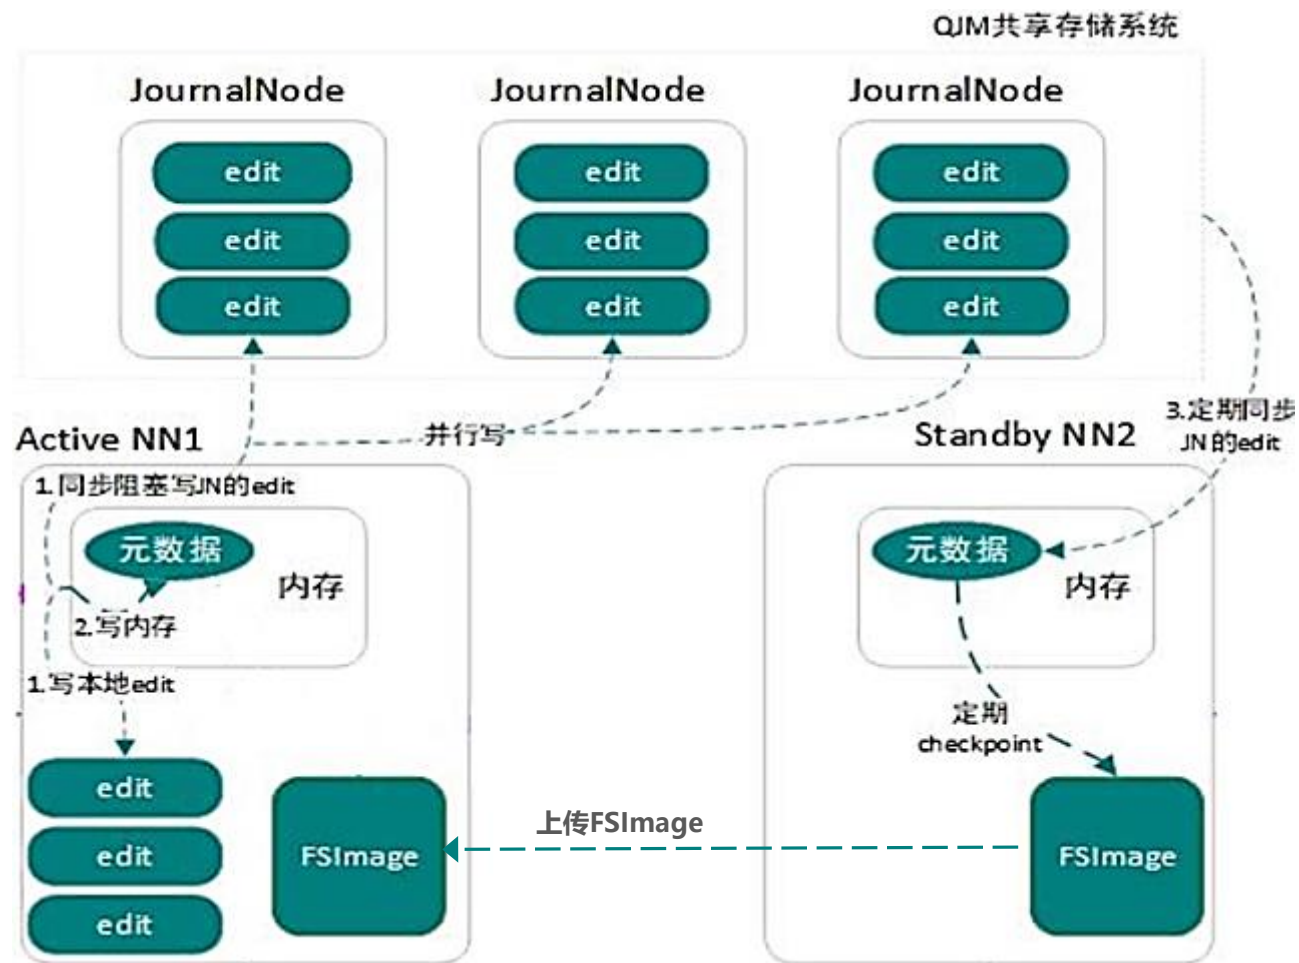 QJM共享存储系统
JournalNode
JournalNode
JournalNode
edit
edit
edit
edit
edit
edit
edit
edit
edit
3.定期同步
JN的edit
并行写
Active NN1
Standby NN2
1.同步阻塞写JN的edit
元数据
内存
2.写内存
1.写本地edit
元数据
内存
定期
checkpoint
edit
edit
edit
FSImage
上传FSImage
FSImage